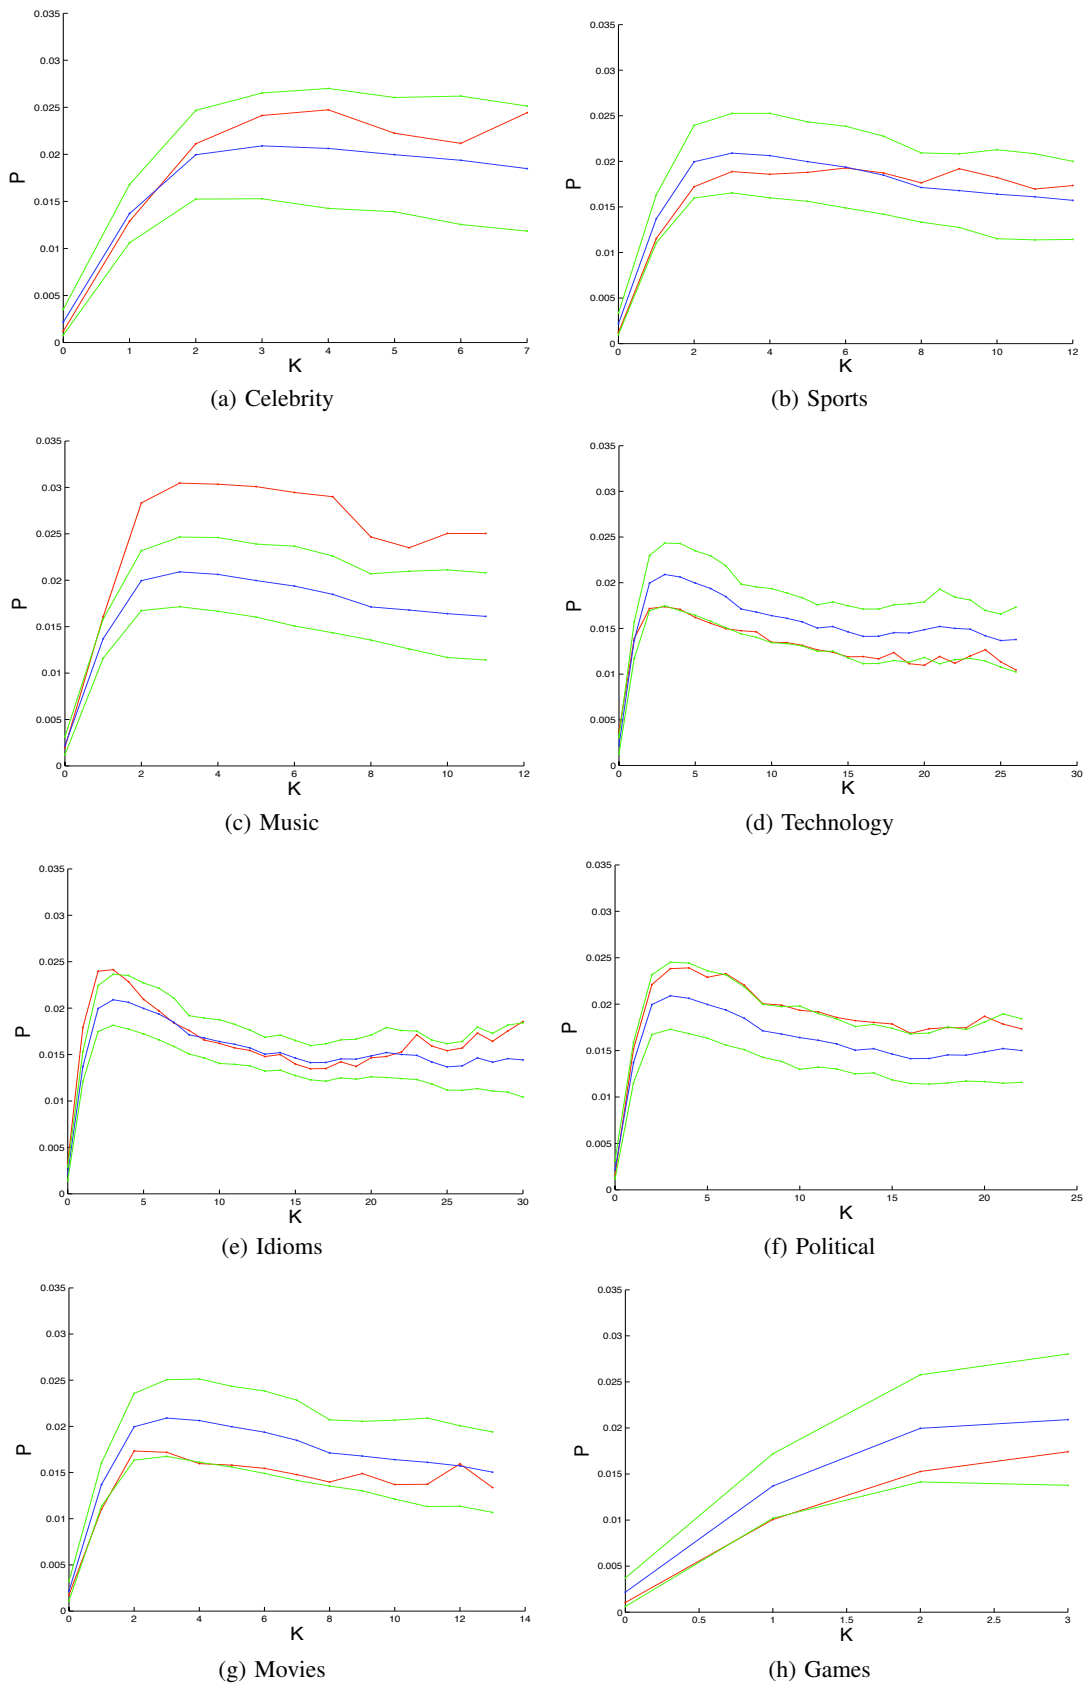 0.035
0.03
0.025
0.02
0.015
0.01
0.005
0
P
0 1 2 3 4 5 6 7
K
(a) Celebrity
0.035
0.03
0.025
0.02
0.015
0.01
0.005
0
P
0 2 4 6 8 10 12
K
(b) Sports
0.035
0.03
0.025
0.02
0.015
0.01
0.005
0
P
0 2 4 6 8 10 12
K
(c) Music
0.035
0.03
0.025
0.02
0.015
0.01
0.005
0
P
0 5 10 15 20 25 30
K
(d) Technology
0.035
0.03
0.025
0.02
0.015
0.01
0.005
0
P
0 5 10 15 20 25 30
K
(e) Idioms
0.035
0.03
0.025
0.02
0.015
0.01
0.005
0
P
0 5 10 15 20 25
K
(f) Political
0.035
0.03
0.025
0.02
0.015
0.01
0.005
0
P
0 2 4 6 8 10 12 14
K
(g) Movies
0.035
0.03
0.025
0.02
0.015
0.01
0.005
0
P
0 0.5 1 1.5 2 2.5 3
K
(h) Games